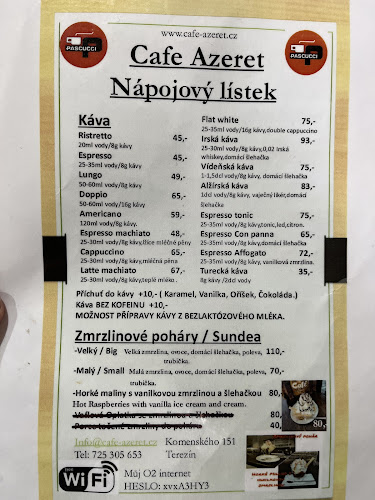 www.cafe-azeret.cz
PASCUCCI
PASCUCCI
Cafe Azeret
Nápojový lístek
Káva
Ristretto 45,-
20ml vody/8g kávy
Espresso 45,-
25-35ml vody/8g kávy
Lungo 49,-
50-60ml vody/8g kávy
Doppio 65,-
50-60ml vody/16g kávy
Americano 59,-
120ml vody/8g kávy.
Espresso machiato 48,-
25-30ml vody/8g kávy,lžíce mléčné pěny
Cappuccino 65,-
25-35ml vody/8g kávy,mléčná pěna
Latte machiato 67,-
25-30ml vody/8g kávy,teplé mléko .
Flat white 75,-
25-35ml vody/16g kávy,double cappuccino
Irská káva 93,-
25-30ml vody/8g kávy,0,02 Irská
whiskey,domácí šlehačka
Vídeňská káva 75,-
1-1,5dcl vody/8g kávy, domácí šlehačka
Alžírská káva 83,-
1dcl vody/8g kávy, vaječný likér,domácí
šlehačka
Espresso tonic 75,-
25-35ml vody/8g kávy,tonic,led,citron.
Espresso Con panna 65,-
25-35ml vody/8g kávy,domácí šlehačka
Espresso Affogato 72,-
25-35ml vody/8g kávy, vanilková zmrzlina.
Turecká káva 35,-
8g kávy /2dcl vody
Příchuť do kávy +10,- ( Karamel, Vanilka, Oříšek, Čokoláda.)
Káva BEZ KOFEINU +10,-
MOŽNOST PŘÍPRAVY KÁVY Z BEZLAKTÓZOVÉHO MLÉKA.
Zmrzlinové poháry / Sundea
-Velký / Big Velká zmrzlina, ovoce, domácí šlehačka, poleva, 110,-
trubička.
-Malý / Small Malá zmrzlina, ovoce, domácí šlehačka, poleva, 70,-
trubička.
-Horké maliny s vanilkovou zmrzlinou a šlehačkou 80,-
Hot Raspberries with vanilla ice cream and cream.
80,-
Info@cafe-azeret.cz
Tel: 725 305 653
Komenského 151
Terezín
WiFi
Můj O2 internet
HESLO: xvxA3HY3